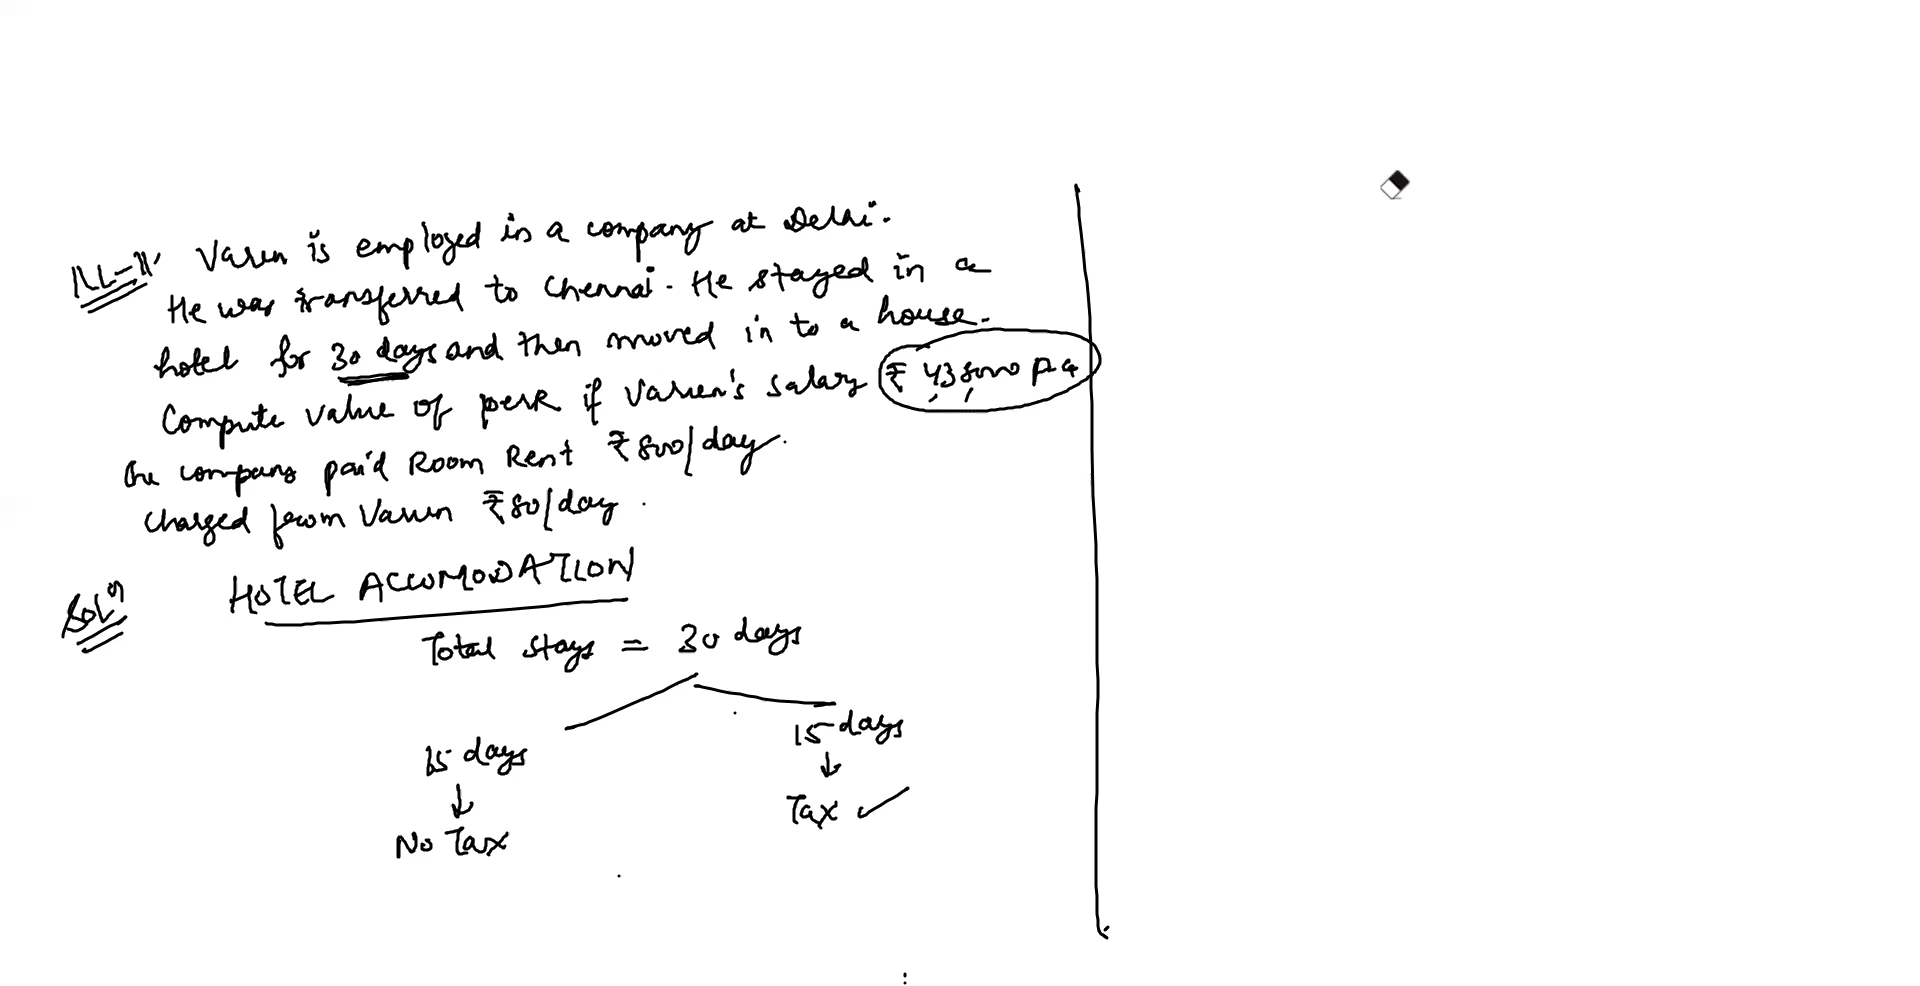 ILL-II. Varun is employed in a company at Delhi.
He was transferred to Chennai. He stayed in a
hotel for 30 days and then moved in to a house.
Compute value of perk if Varun's salary ₹ 438000 p.a
the company paid Room Rent ₹800/day.
Charged from Varun ₹80/day.
Solⁿ HOTEL ACCOMODATION
Total stays = 30 days
15 days 15 days
↓ ↓
No Tax Tax ✓